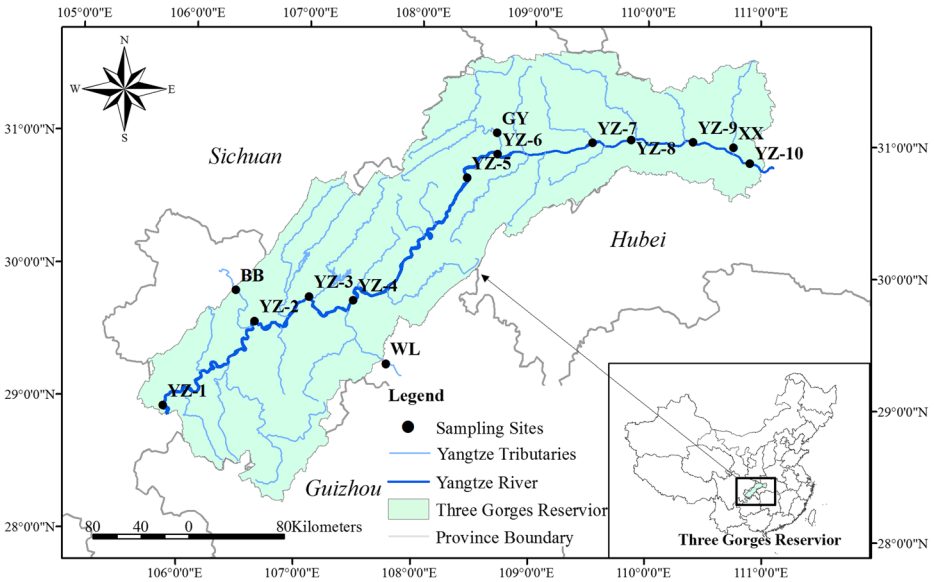 105°0'0"E 106°0'0"E 107°0'0"E 108°0'0"E 109°0'0"E 110°0'0"E 111°0'0"E
N
W E
S
31°0'0"N
30°0'0"N
29°0'0"N
28°0'0"N
Sichuan
GY
YZ-6
YZ-5
YZ-7
YZ-8
YZ-9
XX
YZ-10
31°0'0"N
Hubei
30°0'0"N
BB
YZ-2
YZ-3
YZ-4
WL
YZ-1
Guizhou
Legend
Sampling Sites
Yangtze Tributaries
Yangtze River
Three Gorges Reservior
Province Boundary
80 40 0 80Kilometers
29°0'0"N
28°0'0"N
Three Gorges Reservior
106°0'0"E 107°0'0"E 108°0'0"E 109°0'0"E 110°0'0"E 111°0'0"E